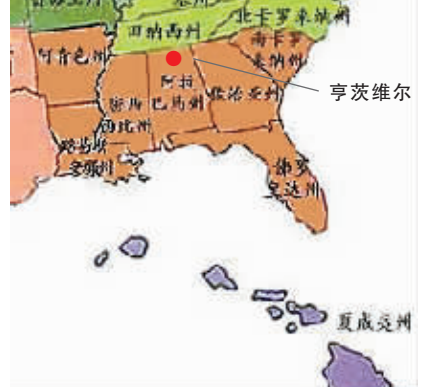 北卡罗来纳州
田纳西州
南卡罗
来纳州
阿肯色州
阿拉
巴马州
密西
西比州
佐治亚州
亨茨维尔
路易斯
安那州
佛罗
里达州
夏威夷州